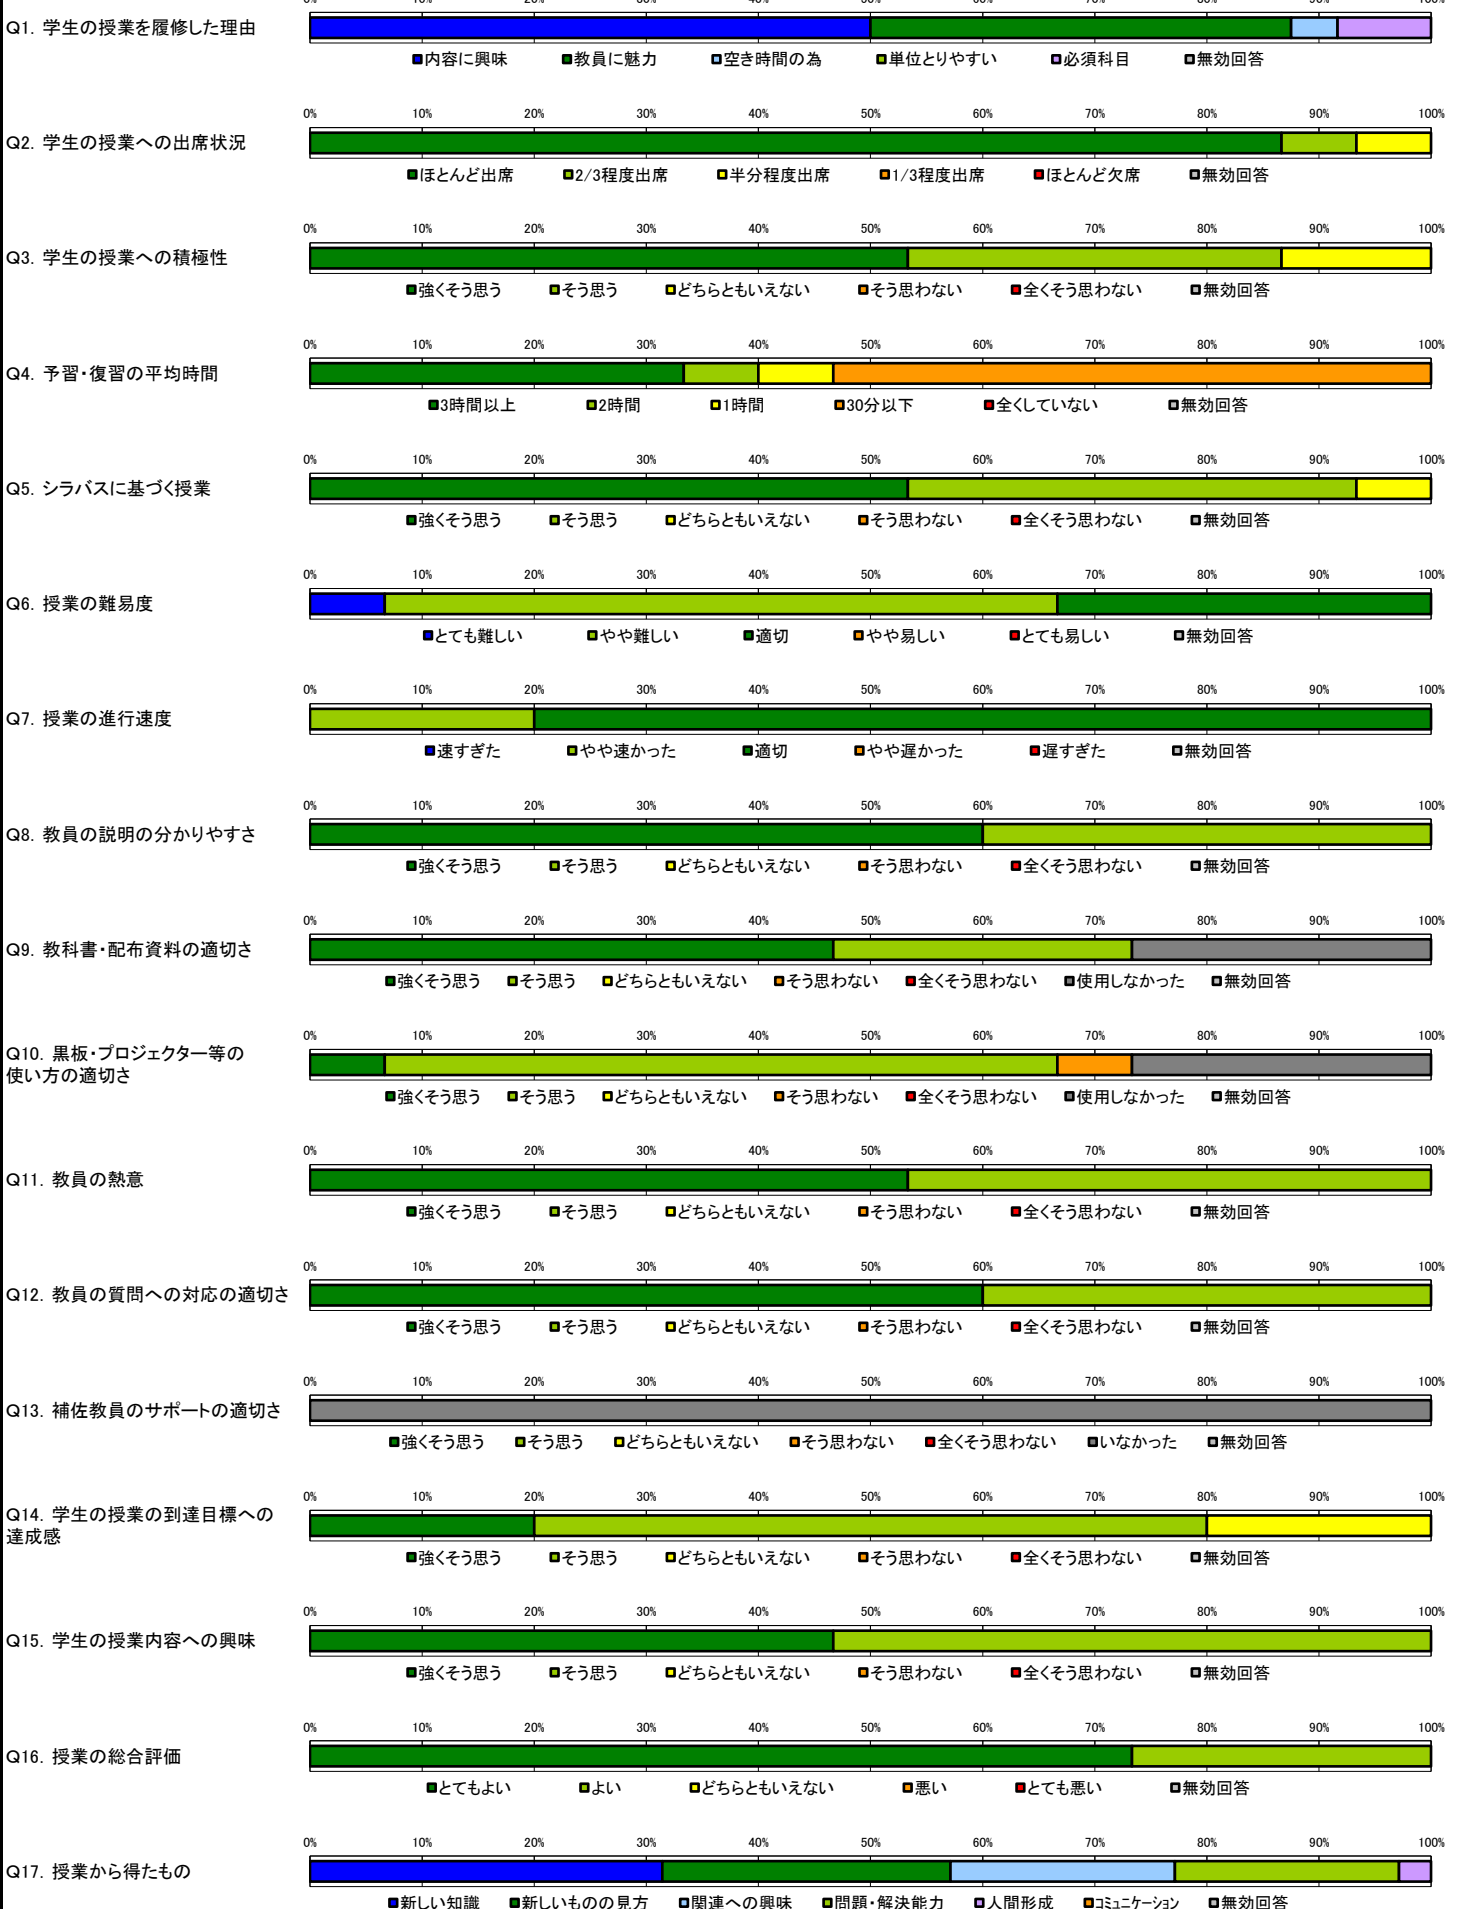 Q1. 学生の授業を履修した理由
■内容に興味 ■教員に魅力 ■空き時間の為 ■単位とりやすい ■必須科目 ■無効回答
0% 10% 20% 30% 40% 50% 60% 70% 80% 90% 100%
Q2. 学生の授業への出席状況
■ほとんど出席 ■2/3程度出席 ■半分程度出席 ■1/3程度出席 ■ほとんど欠席 ■無効回答
0% 10% 20% 30% 40% 50% 60% 70% 80% 90% 100%
Q3. 学生の授業への積極性
■強くそう思う ■そう思う ■どちらともいえない ■そう思わない ■全くそう思わない ■無効回答
0% 10% 20% 30% 40% 50% 60% 70% 80% 90% 100%
Q4. 予習・復習の平均時間
■3時間以上 ■2時間 ■1時間 ■30分以下 ■全くしていない ■無効回答
0% 10% 20% 30% 40% 50% 60% 70% 80% 90% 100%
Q5. シラバスに基づく授業
■強くそう思う ■そう思う ■どちらともいえない ■そう思わない ■全くそう思わない ■無効回答
0% 10% 20% 30% 40% 50% 60% 70% 80% 90% 100%
Q6. 授業の難易度
■とても難しい ■やや難しい ■適切 ■やや易しい ■とても易しい ■無効回答
0% 10% 20% 30% 40% 50% 60% 70% 80% 90% 100%
Q7. 授業の進行速度
■速すぎた ■やや速かった ■適切 ■やや遅かった ■遅すぎた ■無効回答
0% 10% 20% 30% 40% 50% 60% 70% 80% 90% 100%
Q8. 教員の説明の分かりやすさ
■強くそう思う ■そう思う ■どちらともいえない ■そう思わない ■全くそう思わない ■無効回答
0% 10% 20% 30% 40% 50% 60% 70% 80% 90% 100%
Q9. 教科書・配布資料の適切さ
■強くそう思う ■そう思う ■どちらともいえない ■そう思わない ■全くそう思わない ■使用しなかった ■無効回答
0% 10% 20% 30% 40% 50% 60% 70% 80% 90% 100%
Q10. 黒板・プロジェクター等の
使い方の適切さ
■強くそう思う ■そう思う ■どちらともいえない ■そう思わない ■全くそう思わない ■使用しなかった ■無効回答
0% 10% 20% 30% 40% 50% 60% 70% 80% 90% 100%
Q11. 教員の熱意
■強くそう思う ■そう思う ■どちらともいえない ■そう思わない ■全くそう思わない ■無効回答
0% 10% 20% 30% 40% 50% 60% 70% 80% 90% 100%
Q12. 教員の質問への対応の適切さ
■強くそう思う ■そう思う ■どちらともいえない ■そう思わない ■全くそう思わない ■無効回答
0% 10% 20% 30% 40% 50% 60% 70% 80% 90% 100%
Q13. 補佐教員のサポートの適切さ
■強くそう思う ■そう思う ■どちらともいえない ■そう思わない ■全くそう思わない ■いなかった ■無効回答
0% 10% 20% 30% 40% 50% 60% 70% 80% 90% 100%
Q14. 学生の授業の到達目標への
達成感
■強くそう思う ■そう思う ■どちらともいえない ■そう思わない ■全くそう思わない ■無効回答
0% 10% 20% 30% 40% 50% 60% 70% 80% 90% 100%
Q15. 学生の授業内容への興味
■強くそう思う ■そう思う ■どちらともいえない ■そう思わない ■全くそう思わない ■無効回答
0% 10% 20% 30% 40% 50% 60% 70% 80% 90% 100%
Q16. 授業の総合評価
■とてもよい ■よい ■どちらともいえない ■悪い ■とても悪い ■無効回答
0% 10% 20% 30% 40% 50% 60% 70% 80% 90% 100%
Q17. 授業から得たもの
■新しい知識 ■新しいものの見方 ■関連への興味 ■問題・解決能力 ■人間形成 ■コミュニケーション ■無効回答